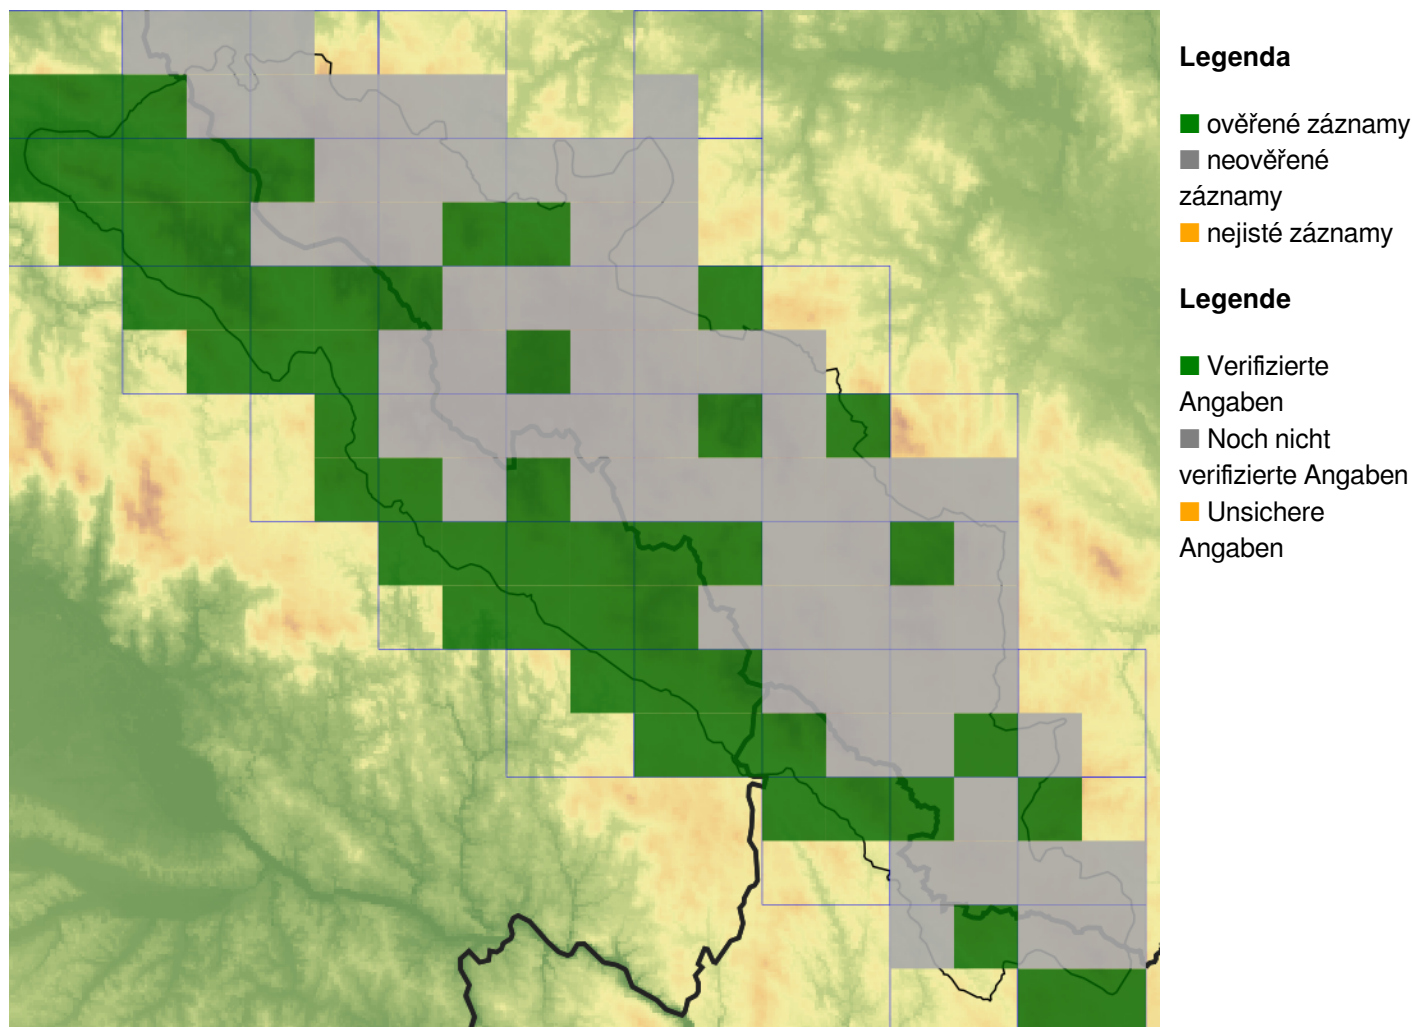 Legenda
ověřené záznamy
neověřené
záznamy
nejisté záznamy
Legende
Verifizierte
Angaben
Noch nicht
verifizierte Angaben
Unsichere
Angaben